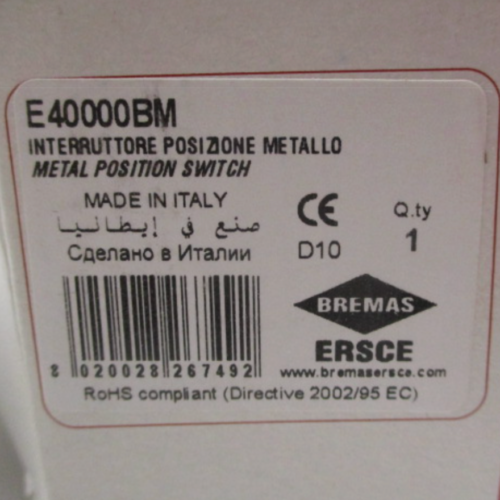 E40000BM
INTERRUTTORE POSIZIONE METALLO
METAL POSITION SWITCH
MADE IN ITALY
صنع في إيطاليا
Сделано в Италии
CE
D10
Q.ty
1
BREMAS
ERSCE
www.bremasersce.com
8 020028 267492
RoHS compliant (Directive 2002/95 EC)